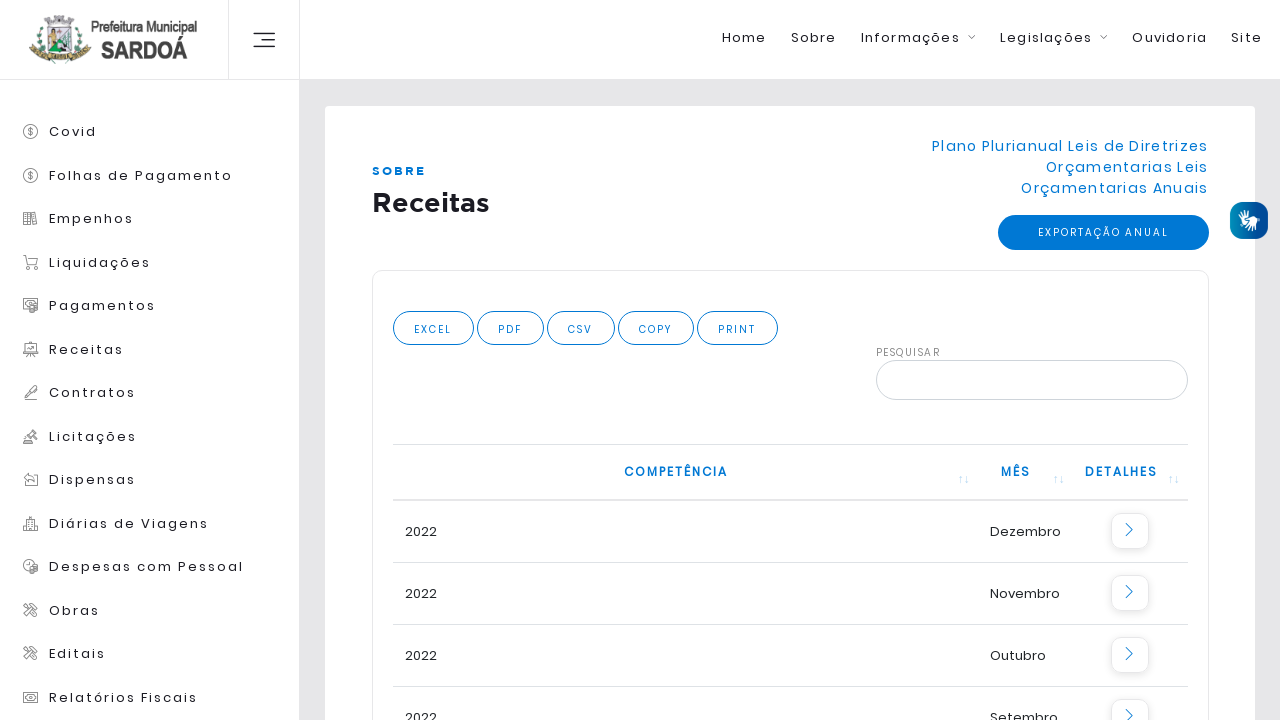 Prefeitura Municipal
SARDOÁ
Home
Sobre
Informações
Legislações
Ouvidoria
Site
Covid
Folhas de Pagamento
Empenhos
Liquidações
Pagamentos
Receitas
Contratos
Licitações
Dispensas
Diárias de Viagens
Despesas com Pessoal
Obras
Editais
Relatórios Fiscais
SOBRE
Receitas
Plano Plurianual Leis de Diretrizes
Orçamentarias Leis
Orçamentarias Anuais
EXPORTAÇÃO ANUAL
EXCEL
PDF
CSV
COPY
PRINT
PESQUISAR
COMPETÊNCIA MÊS DETALHES
2022 Dezembro
2022 Novembro
2022 Outubro
2022 Setembro